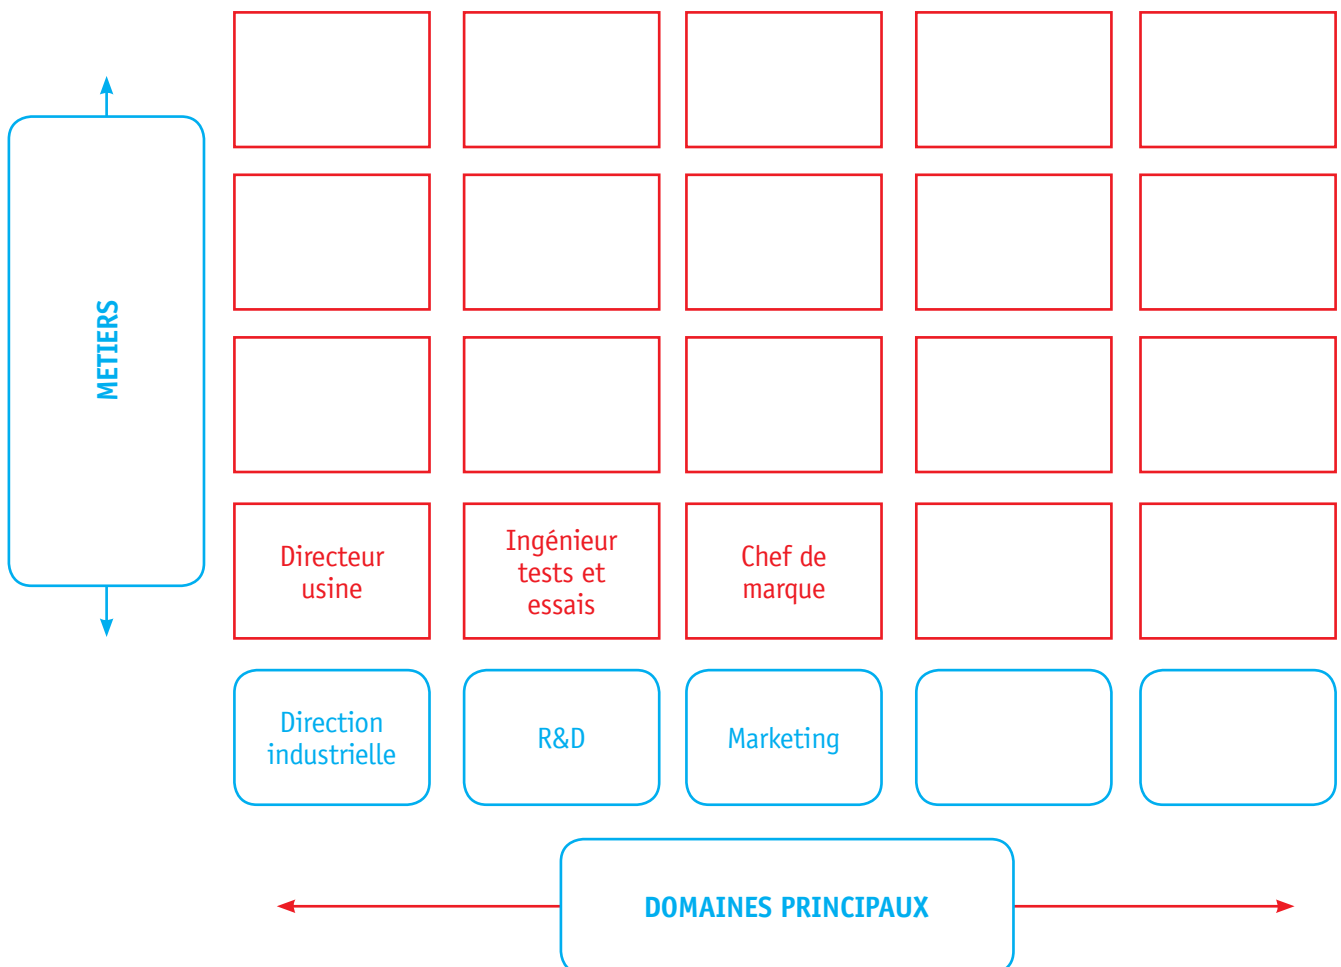 METIERS
Directeur
usine
Ingénieur
tests et
essais
Chef de
marque
Direction
industrielle
R&D
Marketing
DOMAINES PRINCIPAUX